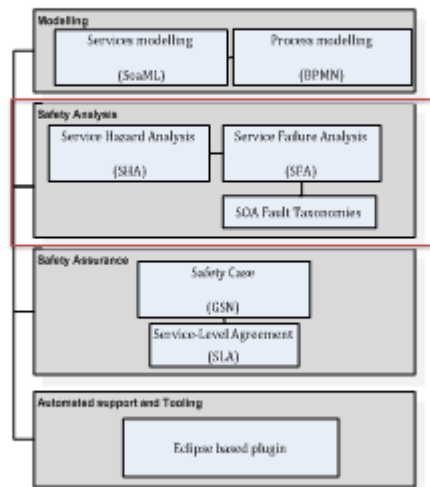 Modelling
Services modelling
(SoaML)
Process modelling
(BPMN)
Safety Analysis
Service Hazard Analysis
(SHA)
Service Failure Analysis
(SFA)
SOA Fault Taxonomies
Safety Assurance
Safety Case
(GSN)
Service-Level Agreement
(SLA)
Automated support and Tooling
Eclipse based plugin